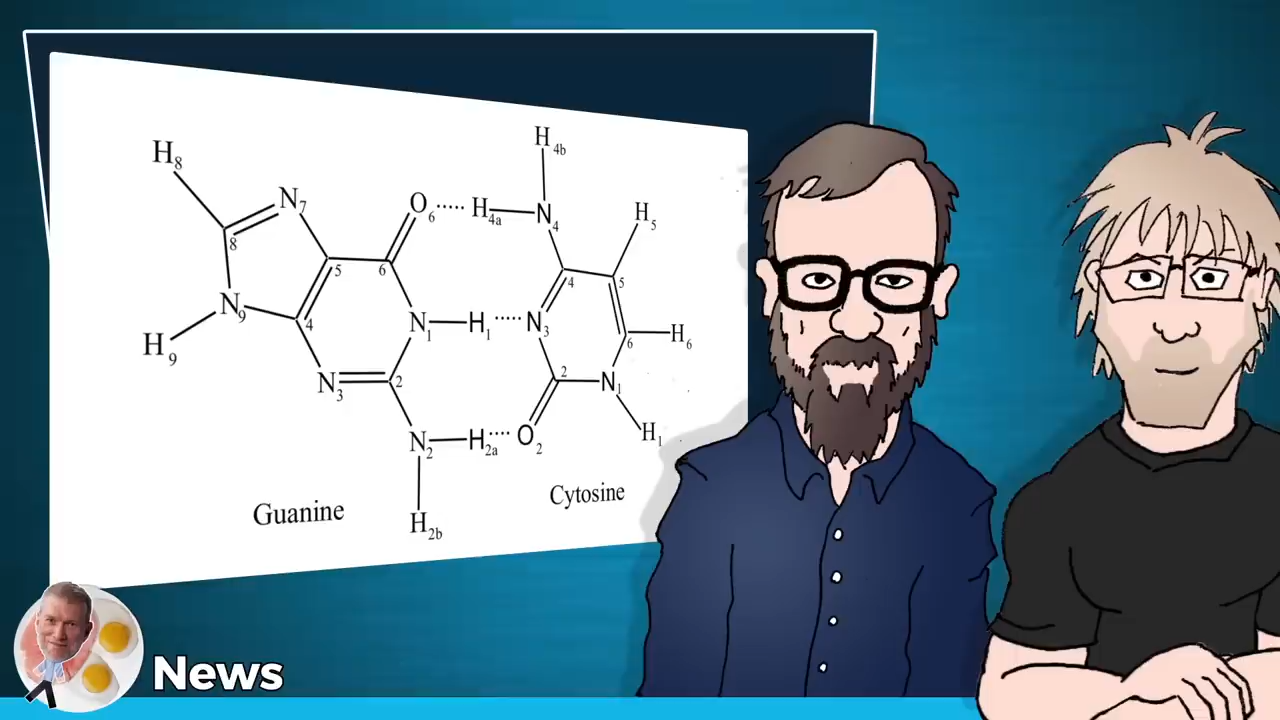 H4b
H8
N7
O6 H4a N4 H5
8 5 6 4 5
N9 4 N1 H1 N3 6 H6
H9
N3 2 2 N1
N2 H2a O2 H1
Guanine Cytosine
H2b
News